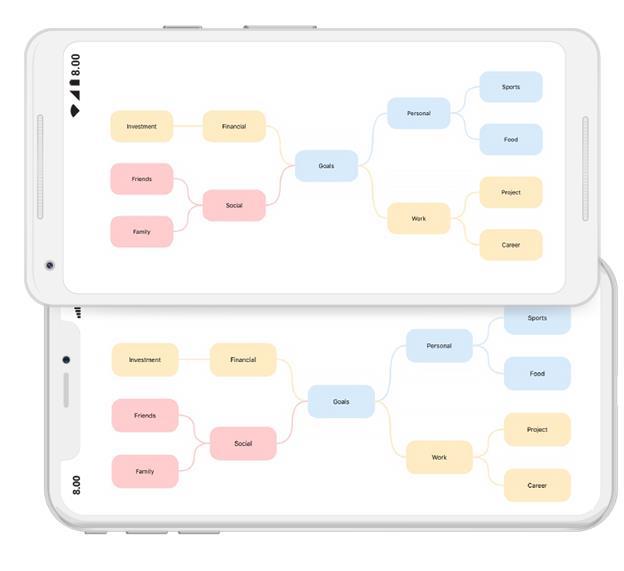 8.00
Sports
Personal
Investment
Financial
Food
Goals
Friends
Project
Social
Work
Family
Career
Sports
Personal
Investment
Financial
Food
Goals
Friends
Project
Social
Work
Family
Career
8.00